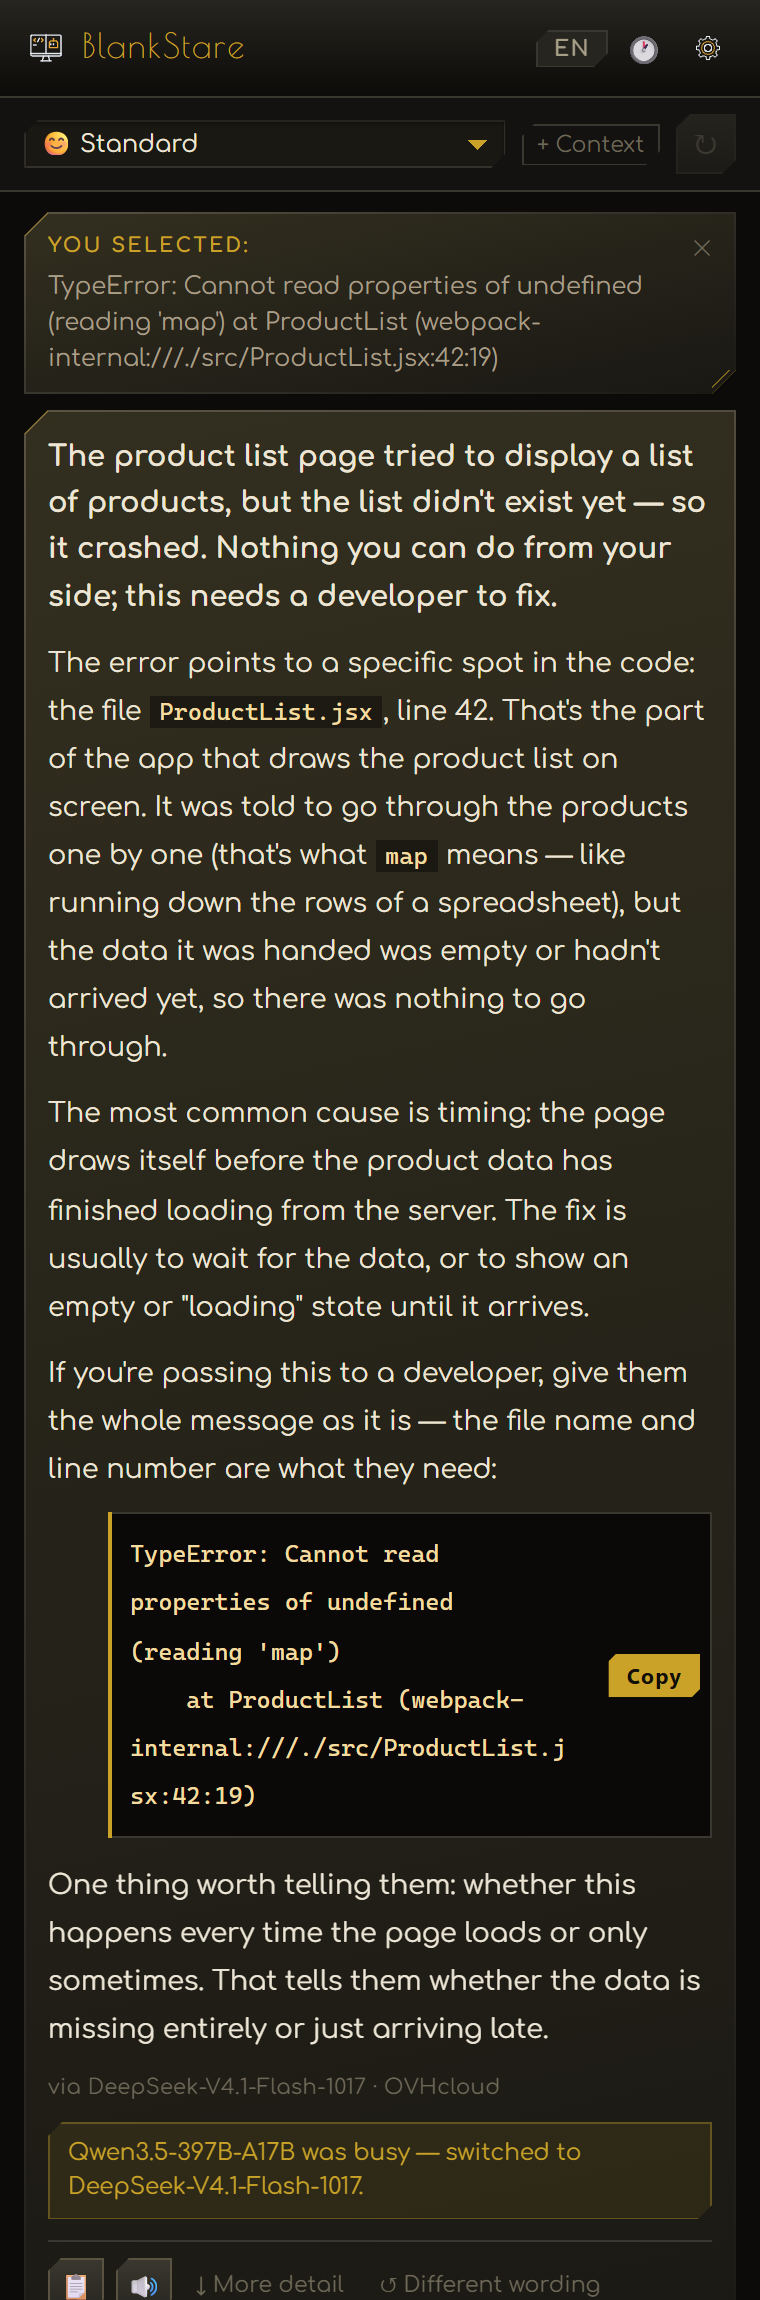 BlankStare
EN
Standard
+ Context
YOU SELECTED:
TypeError: Cannot read properties of undefined
(reading 'map') at ProductList (webpack-
internal:///./src/ProductList.jsx:42:19)
The product list page tried to display a list
of products, but the list didn't exist yet — so
it crashed. Nothing you can do from your
side; this needs a developer to fix.
The error points to a specific spot in the code:
the file ProductList.jsx, line 42. That's the part
of the app that draws the product list on
screen. It was told to go through the products
one by one (that's what map means — like
running down the rows of a spreadsheet), but
the data it was handed was empty or hadn't
arrived yet, so there was nothing to go
through.
The most common cause is timing: the page
draws itself before the product data has
finished loading from the server. The fix is
usually to wait for the data, or to show an
empty or "loading" state until it arrives.
If you're passing this to a developer, give them
the whole message as it is — the file name and
line number are what they need:
TypeError: Cannot read
properties of undefined
(reading 'map')
at ProductList (webpack-
internal:///./src/ProductList.j
sx:42:19)
Copy
One thing worth telling them: whether this
happens every time the page loads or only
sometimes. That tells them whether the data is
missing entirely or just arriving late.
via DeepSeek-V4.1-Flash-1017 · OVHcloud
Qwen3.5-397B-A17B was busy — switched to
DeepSeek-V4.1-Flash-1017.
↓ More detail
↺ Different wording